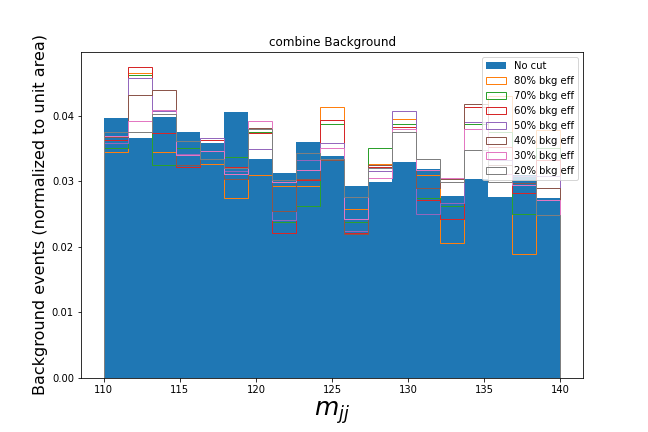 combine Background
Background events (normalized to unit area)
0.04
0.03
0.02
0.01
0.00
No cut
80% bkg eff
70% bkg eff
60% bkg eff
50% bkg eff
40% bkg eff
30% bkg eff
20% bkg eff
110 115 120 125 130 135 140
m_jj